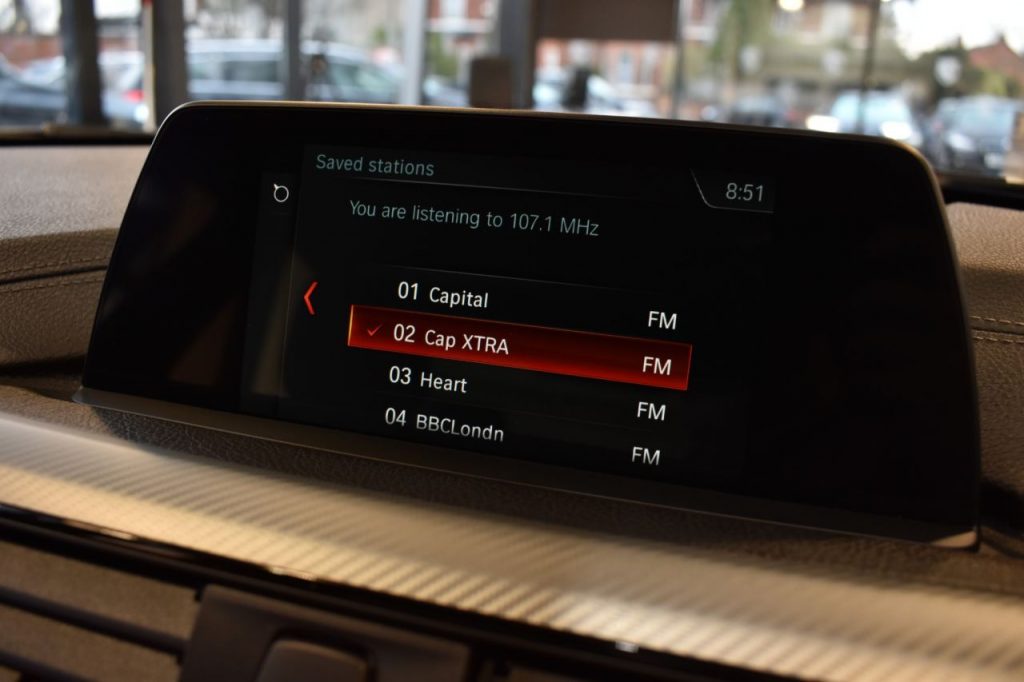 Saved stations
8:51
You are listening to 107.1 MHz
01 Capital FM
02 Cap XTRA FM
03 Heart FM
04 BBCLondn FM